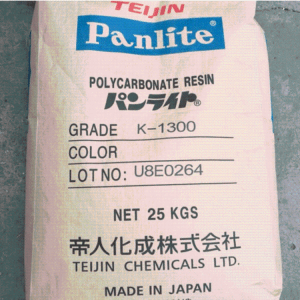 TEIJIN
Panlite®
POLYCARBONATE RESIN
パンライト®
GRADE K-1300
COLOR
LOT NO: U8E0264
NET 25 KGS
帝人化成株式会社
TEIJIN CHEMICALS LTD.
MADE IN JAPAN